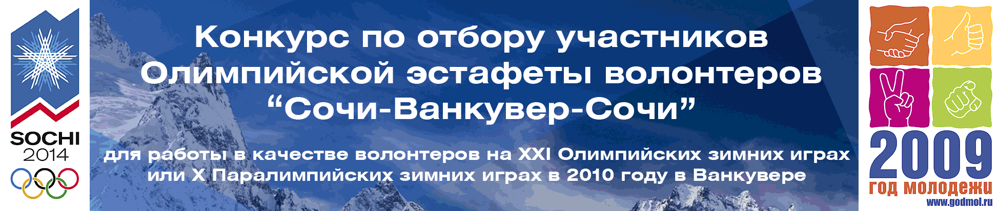 SOCHI
2014
Конкурс по отбору участников
Олимпийской эстафеты волонтеров
“Сочи-Ванкувер-Сочи”
для работы в качестве волонтеров на XXI Олимпийских зимних играх
или X Паралимпийских зимних играх в 2010 году в Ванкувере
2009
ГОД МОЛОДЕЖИ
www.godmol.ru